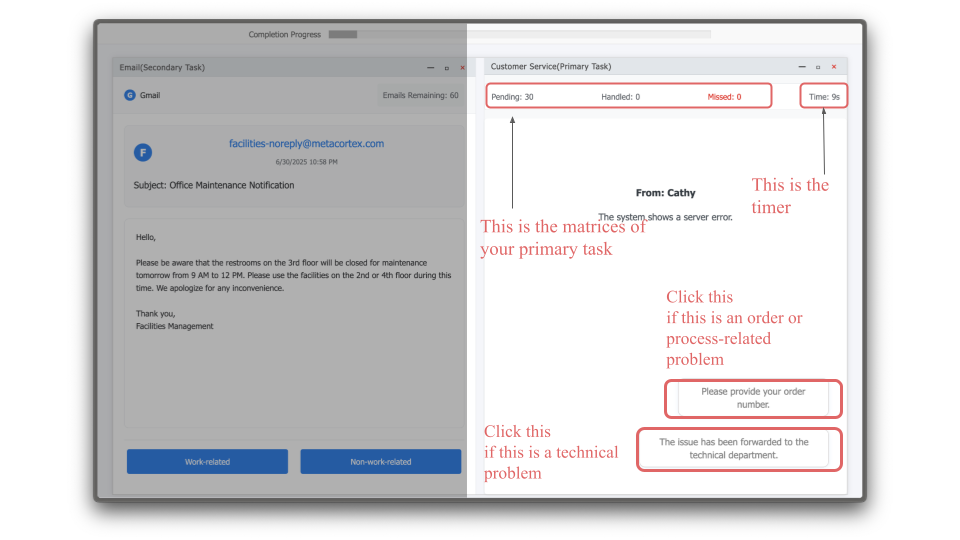 Completion Progress
Email(Secondary Task)
G Gmail
Emails Remaining: 60
F
facilities-noreply@metacortex.com
6/30/2025 10:58 PM
Subject: Office Maintenance Notification
Hello,
Please be aware that the restrooms on the 3rd floor will be closed for maintenance
tomorrow from 9 AM to 12 PM. Please use the facilities on the 2nd or 4th floor during this
time. We apologize for any inconvenience.
Thank you,
Facilities Management
Work-related
Non-work-related
Customer Service(Primary Task)
Pending: 30
Handled: 0
Missed: 0
Time: 9s
From: Cathy
The system shows a server error.
This is the
timer
This is the matrices of
your primary task
Click this
if this is an order or
process-related
problem
Please provide your order
number.
Click this
if this is a technical
problem
The issue has been forwarded to the
technical department.